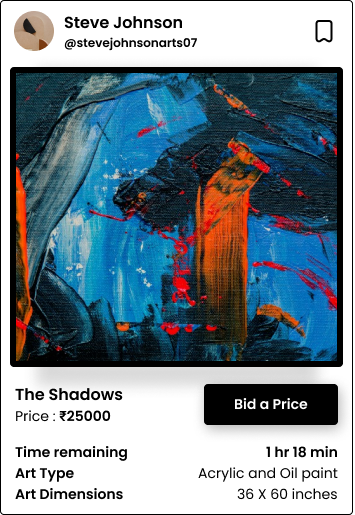 Steve Johnson
@stevejohnsonarts07
The Shadows
Price : ₹25000
Bid a Price
Time remaining 1 hr 18 min
Art Type Acrylic and Oil paint
Art Dimensions 36 X 60 inches